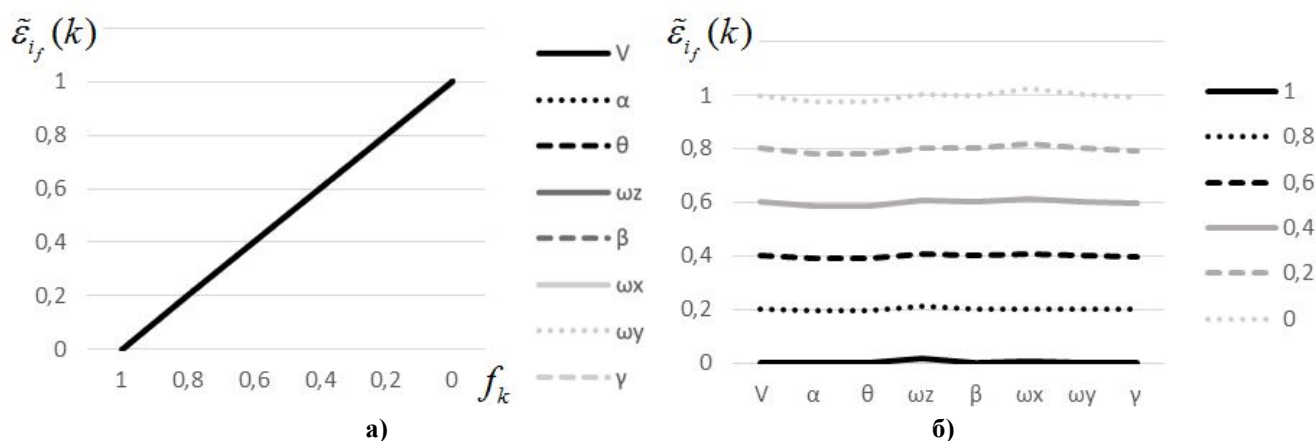 ε̃_{i_f}(k)
1
0,8
0,6
0,4
0,2
0
1 0,8 0,6 0,4 0,2 0
f_k
V
α
θ
ωz
β
ωx
ωy
γ
а)
ε̃_{i_f}(k)
1
0,8
0,6
0,4
0,2
0
V α θ ωz β ωx ωy γ
1
0,8
0,6
0,4
0,2
0
б)